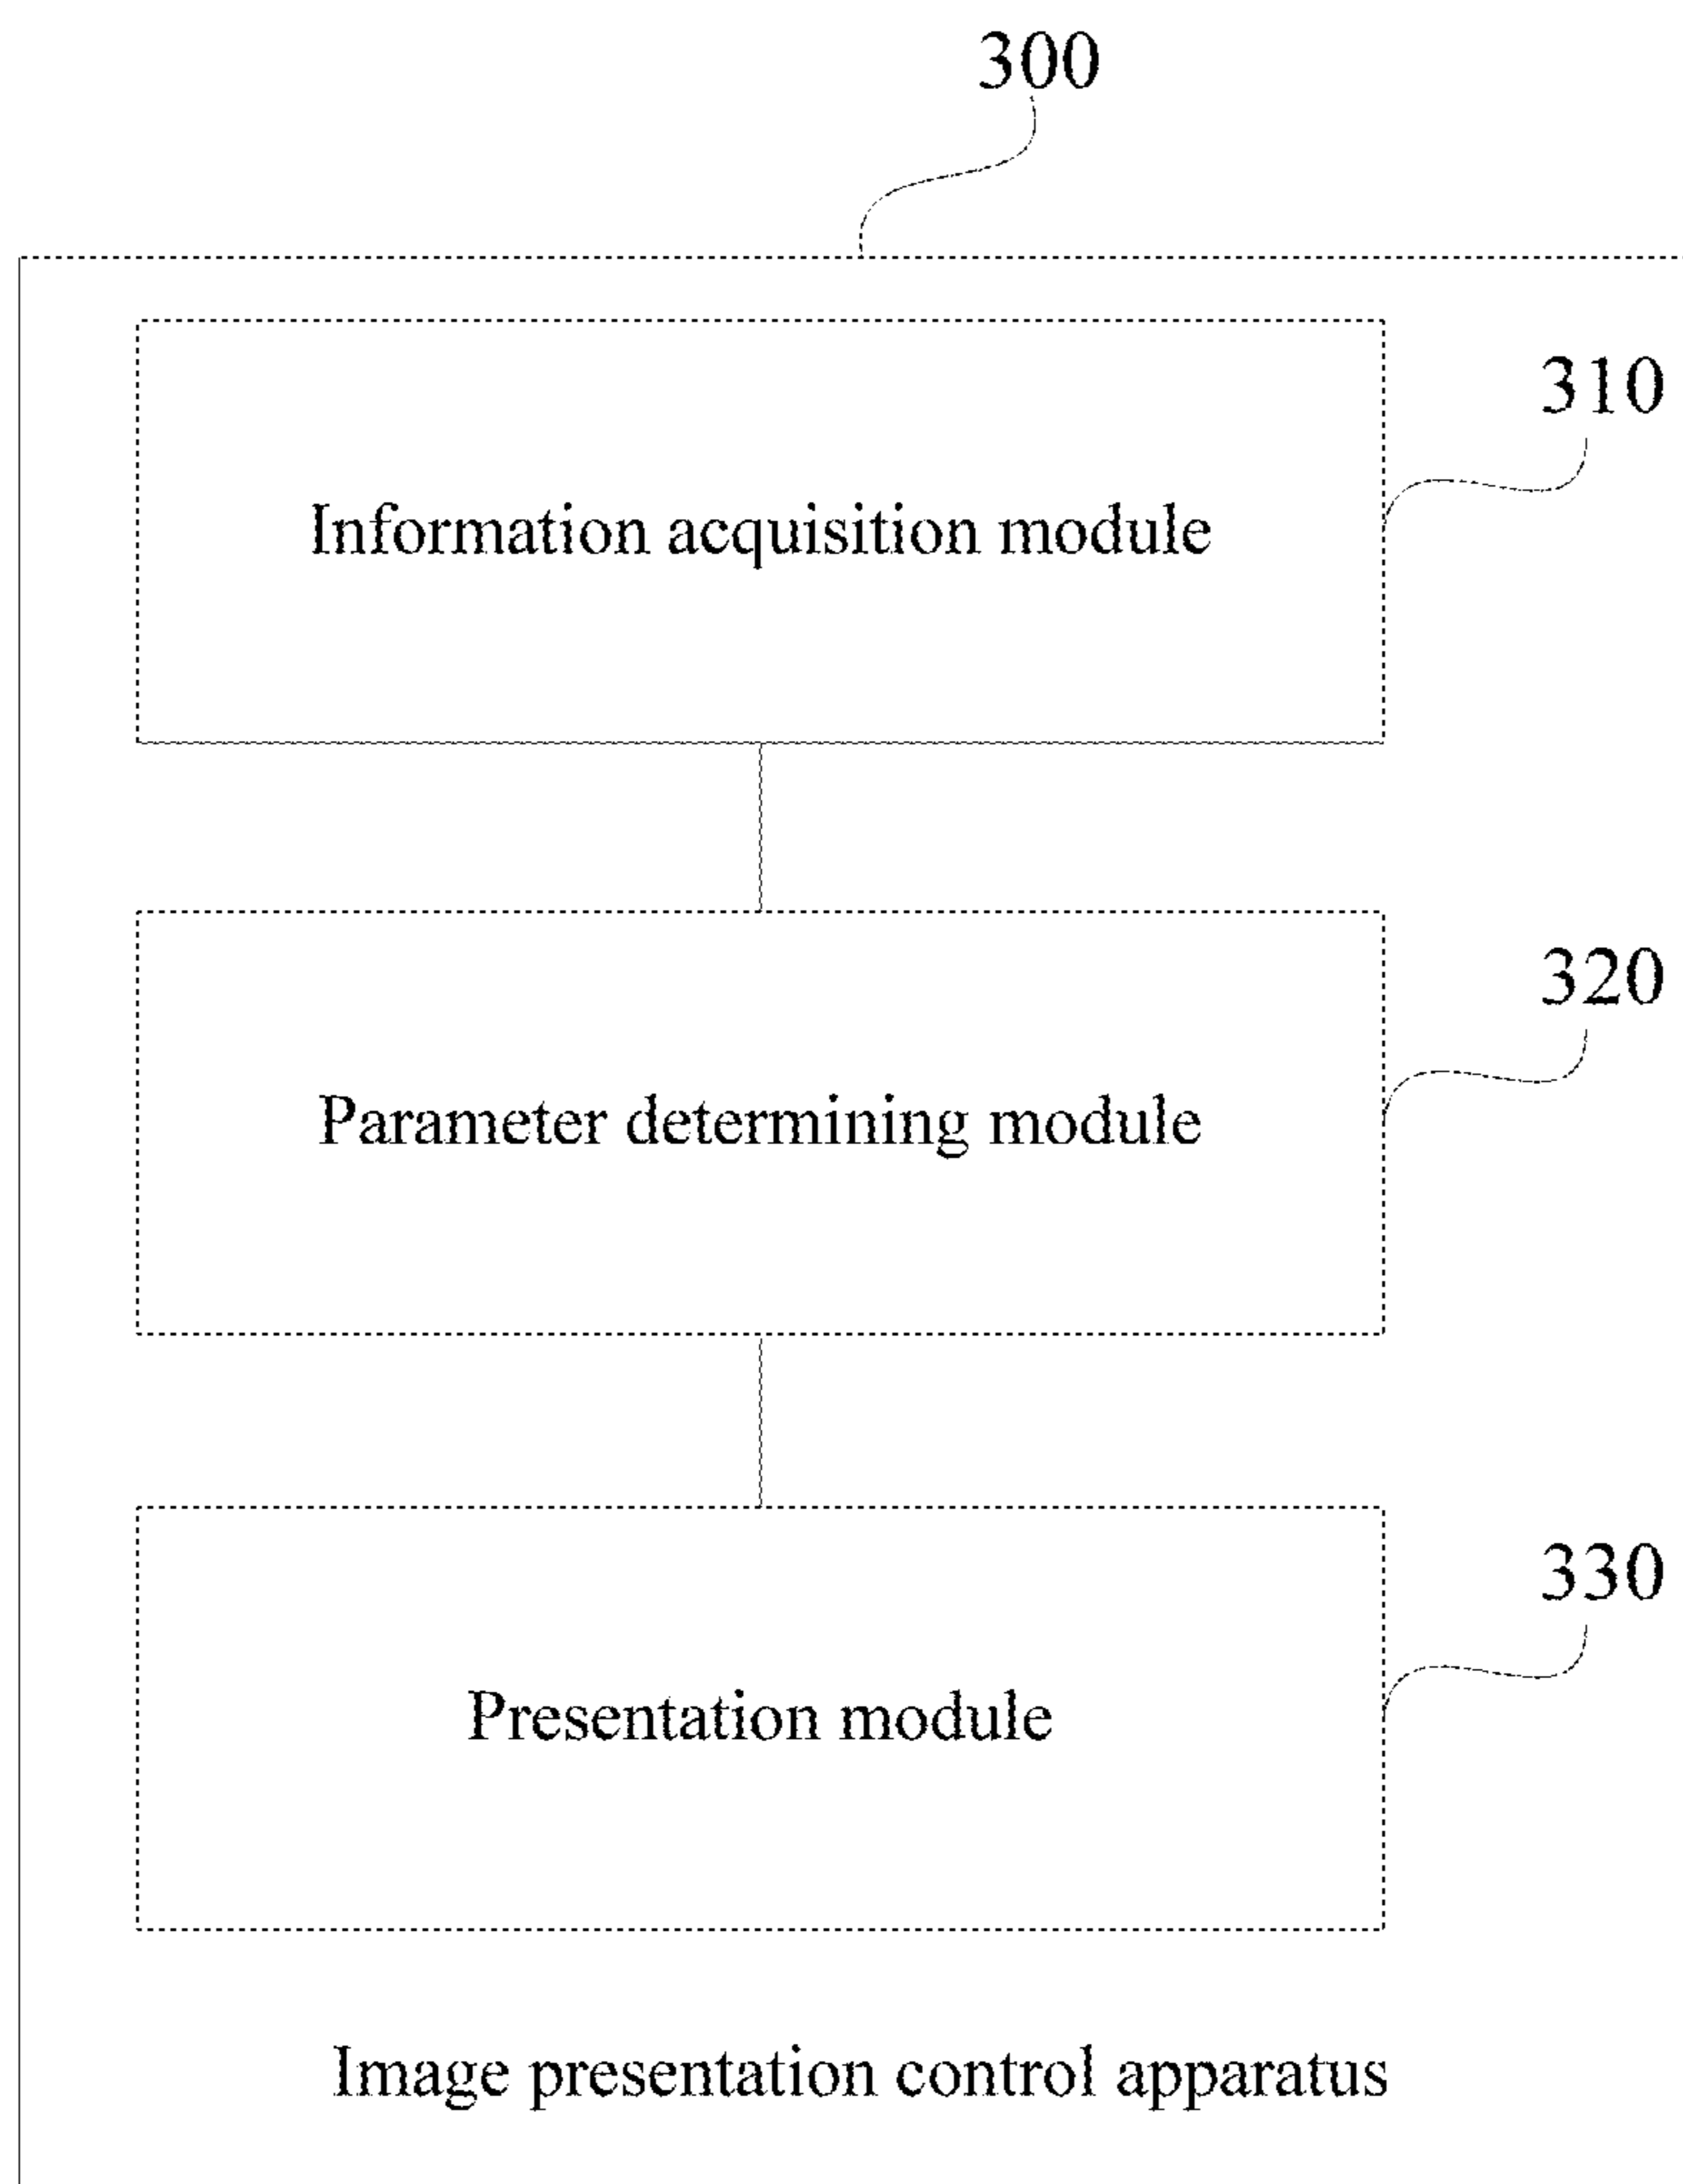 300
310
Information acquisition module
320
Parameter determining module
330
Presentation module
Image presentation control apparatus